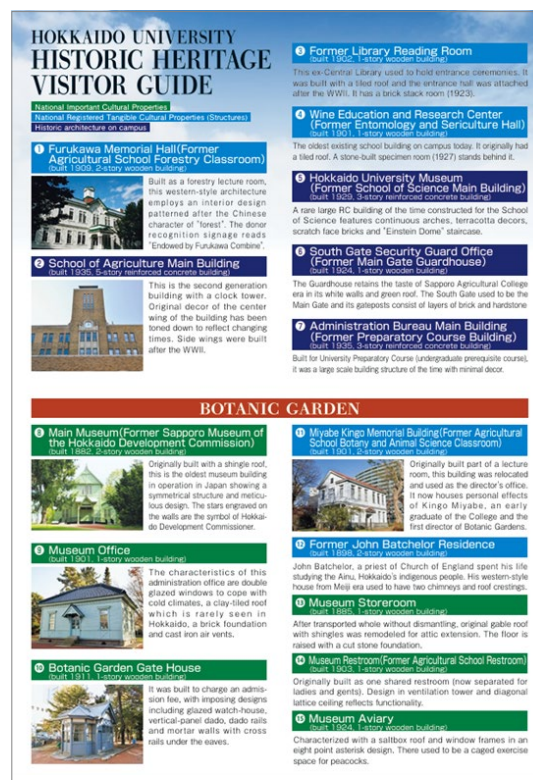 HOKKAIDO UNIVERSITY
HISTORIC HERITAGE
VISITOR GUIDE
National Important Cultural Properties
National Registered Tangible Cultural Properties (Structures)
Historic architecture on campus
1 Furukawa Memorial Hall(Former
Agricultural School Forestry Classroom)
(built 1909, 2-story wooden building)
Built as a forestry lecture room,
this western-style architecture
employs an interior design
patterned after the Chinese
character of "forest". The donor
recognition signage reads
"Endowed by Furukawa Combine".
2 School of Agriculture Main Building
(built 1935, 5-story reinforced concrete building)
This is the second generation
building with a clock tower.
Original decor of the center
wing of the building has been
toned down to reflect changing
times. Side wings were built
after the WWII.
3 Former Library Reading Room
(built 1902, 1-story wooden building)
This ex-Central Library used to hold entrance ceremonies. It
was built with a tiled roof and the entrance hall was attached
after the WWII. It has a brick stack room (1923).
4 Wine Education and Research Center
(Former Entomology and Sericulture Hall)
(built 1901, 1-story wooden building)
The oldest existing school building on campus today. It originally had
a tiled roof. A stone-built specimen room (1927) stands behind it.
5 Hokkaido University Museum
(Former School of Science Main Building)
(built 1929, 3-story reinforced concrete building)
A rare large RC building of the time constructed for the School
of Science features continuous arches, terracotta decors,
scratch face bricks and "Einstein Dome" staircase.
6 South Gate Security Guard Office
(Former Main Gate Guardhouse)
(built 1924, 1-story wooden building)
The Guardhouse retains the taste of Sapporo Agricultural College
era in its white walls and green roof. The South Gate used to be the
Main Gate and its gateposts consist of layers of brick and hardstone
7 Administration Bureau Main Building
(Former Preparatory Course Building)
(built 1935, 3-story reinforced concrete building)
Built for University Preparatory Course (undergraduate prerequisite course),
it was a large scale building structure of the time with minimal decor.
BOTANIC GARDEN
8 Main Museum(Former Sapporo Museum of
the Hokkaido Development Commission)
(built 1882, 2-story wooden building)
Originally built with a shingle roof,
this is the oldest museum building
in operation in Japan showing a
symmetrical structure and meticu-
lous design. The stars engraved on
the walls are the symbol of Hokkai-
do Development Commissioner.
9 Museum Office
(built 1901, 1-story wooden building)
The characteristics of this
administration office are double
glazed windows to cope with
cold climates, a clay-tiled roof
which is rarely seen in
Hokkaido, a brick foundation
and cast iron air vents.
10 Botanic Garden Gate House
(built 1911, 1-story wooden building)
It was built to charge an admis-
sion fee, with imposing designs
including glazed watch-house,
vertical-panel dado, dado rails
and mortar walls with cross
rails under the eaves.
11 Miyabe Kingo Memorial Building(Former Agricultural
School Botany and Animal Science Classroom)
(built 1901, 2-story wooden building)
Originally built part of a lecture
room, this building was relocated
and used as the director's office.
It now houses personal effects
of Kingo Miyabe, an early
graduate of the College and the
first director of Botanic Gardens.
12 Former John Batchelor Residence
(built 1898, 2-story wooden building)
John Batchelor, a priest of Church of England spent his life
studying the Ainu, Hokkaido's indigenous people. His western-style
house from Meiji era used to have two chimneys and roof crestings.
13 Museum Storeroom
(built 1885, 1-story wooden building)
After transported whole without dismantling, original gable roof
with shingles was remodeled for attic extension. The floor is
raised with a cut stone foundation.
14 Museum Restroom(Former Agricultural School Restroom)
(built 1903, 1-story wooden building)
Originally built as one shared restroom (now separated for
ladies and gents). Design in ventilation tower and diagonal
lattice ceiling reflects functionality.
15 Museum Aviary
(built 1924, 1-story wooden building)
Characterized with a saltbox roof and window frames in an
eight point asterisk design. There used to be a caged exercise
space for peacocks.